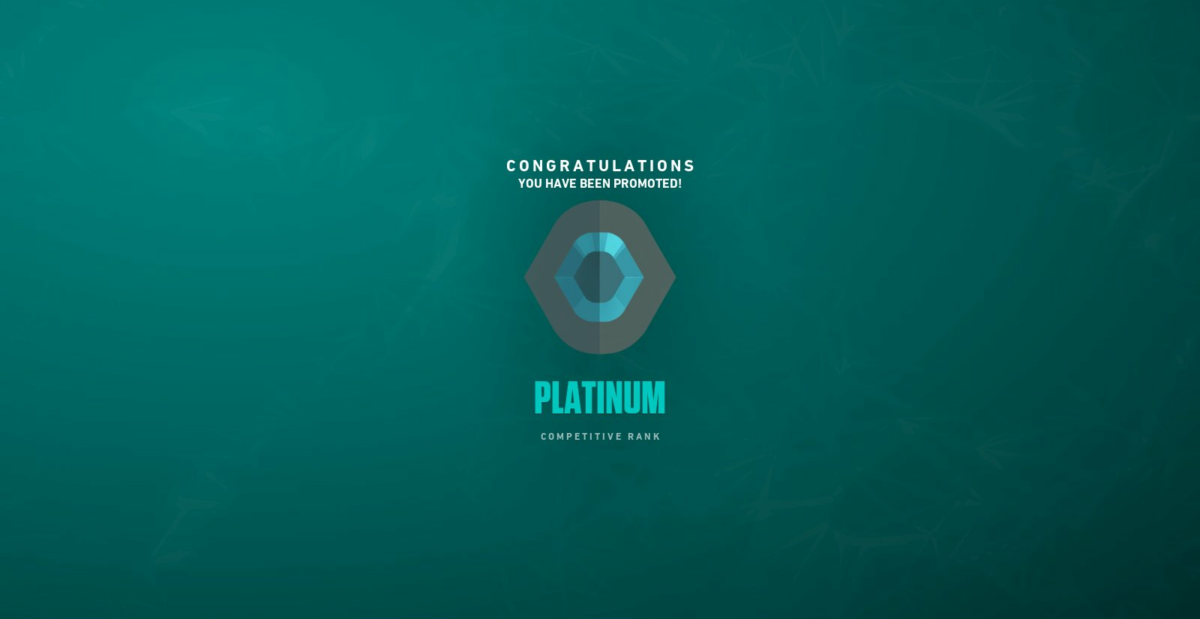 CONGRATULATIONS
YOU HAVE BEEN PROMOTED!
PLATINUM
COMPETITIVE RANK